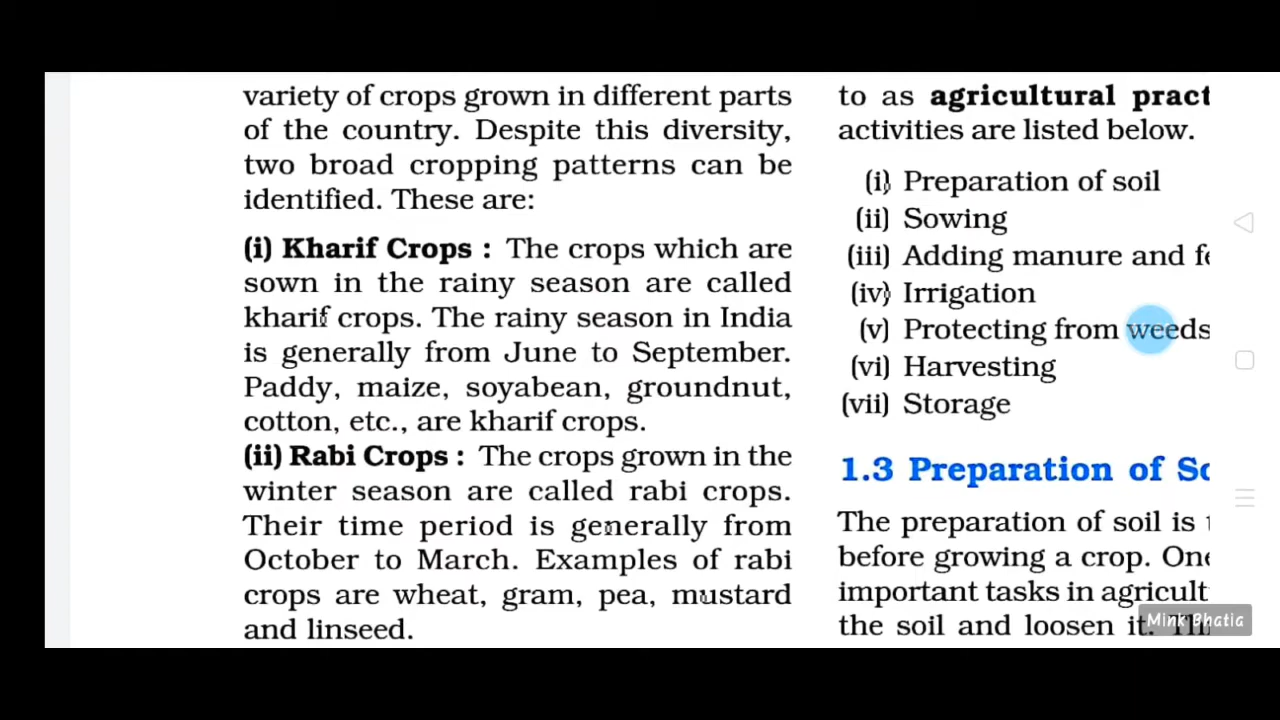 variety of crops grown in different parts
of the country. Despite this diversity,
two broad cropping patterns can be
identified. These are:
(i) Kharif Crops : The crops which are
sown in the rainy season are called
kharif crops. The rainy season in India
is generally from June to September.
Paddy, maize, soyabean, groundnut,
cotton, etc., are kharif crops.
(ii) Rabi Crops : The crops grown in the
winter season are called rabi crops.
Their time period is generally from
October to March. Examples of rabi
crops are wheat, gram, pea, mustard
and linseed.
to as agricultural pract
activities are listed below.
(i) Preparation of soil
(ii) Sowing
(iii) Adding manure and fe
(iv) Irrigation
(v) Protecting from weeds
(vi) Harvesting
(vii) Storage
1.3 Preparation of So
The preparation of soil is
before growing a crop. One
important tasks in agricult
the soil and loosen it. Th
Mink Bhatia